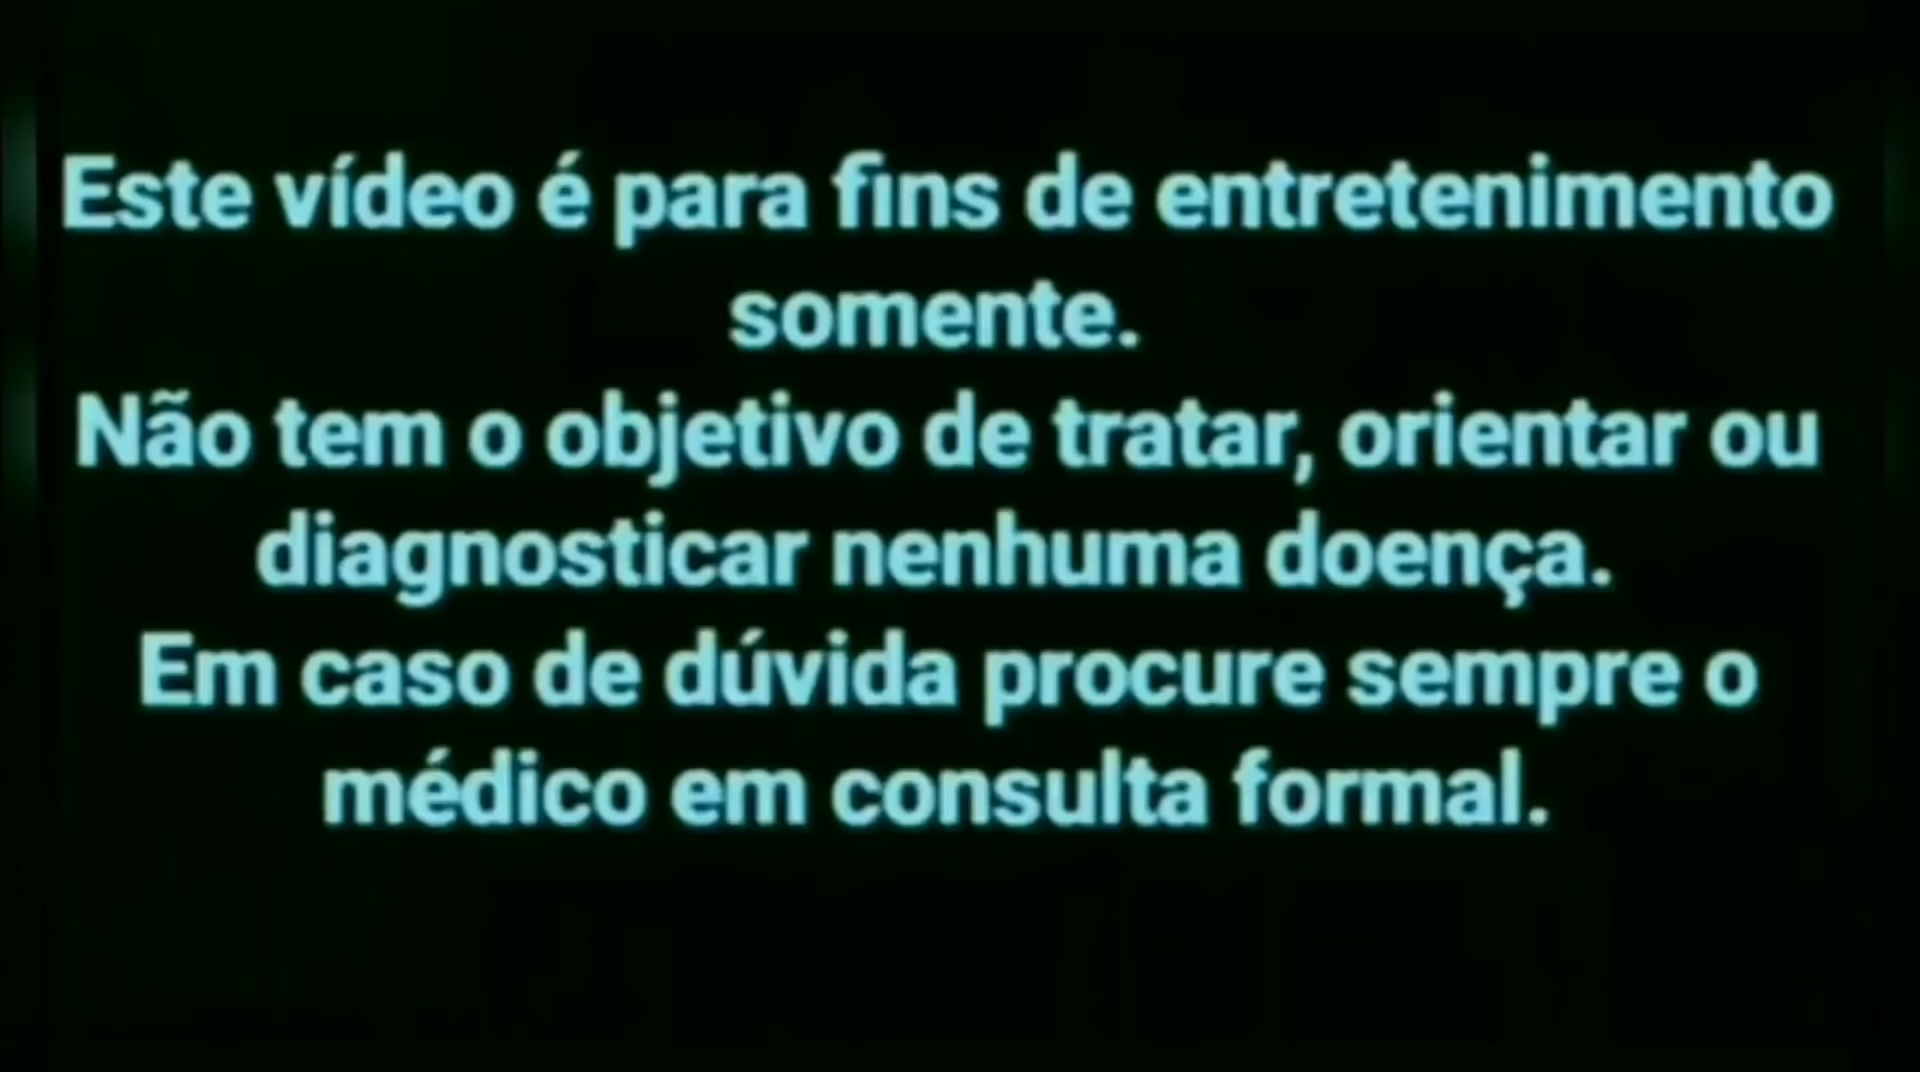 Este vídeo é para fins de entretenimento
somente.
Não tem o objetivo de tratar, orientar ou
diagnosticar nenhuma doença.
Em caso de dúvida procure sempre o
médico em consulta formal.